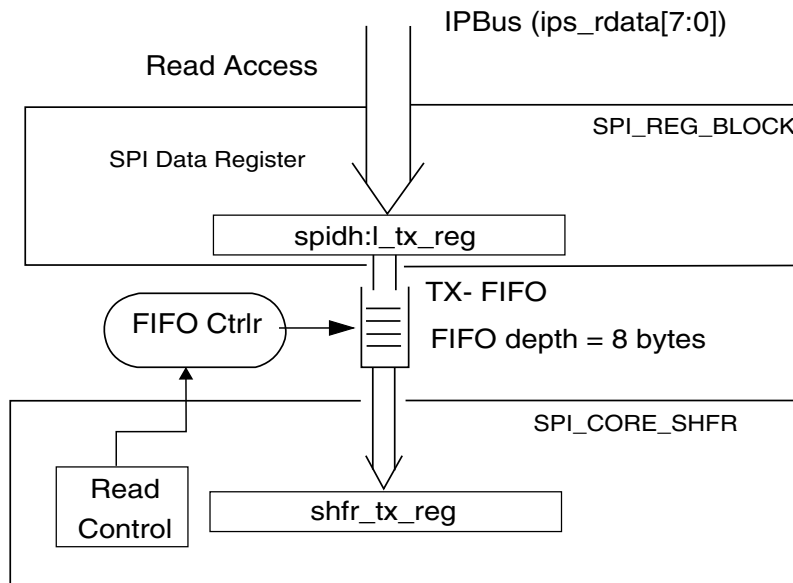 IPBus (ips_rdata[7:0])
Read Access
SPI_REG_BLOCK
SPI Data Register
spidh:l_tx_reg
TX- FIFO
FIFO Ctrlr
FIFO depth = 8 bytes
SPI_CORE_SHFR
Read
Control
shfr_tx_reg